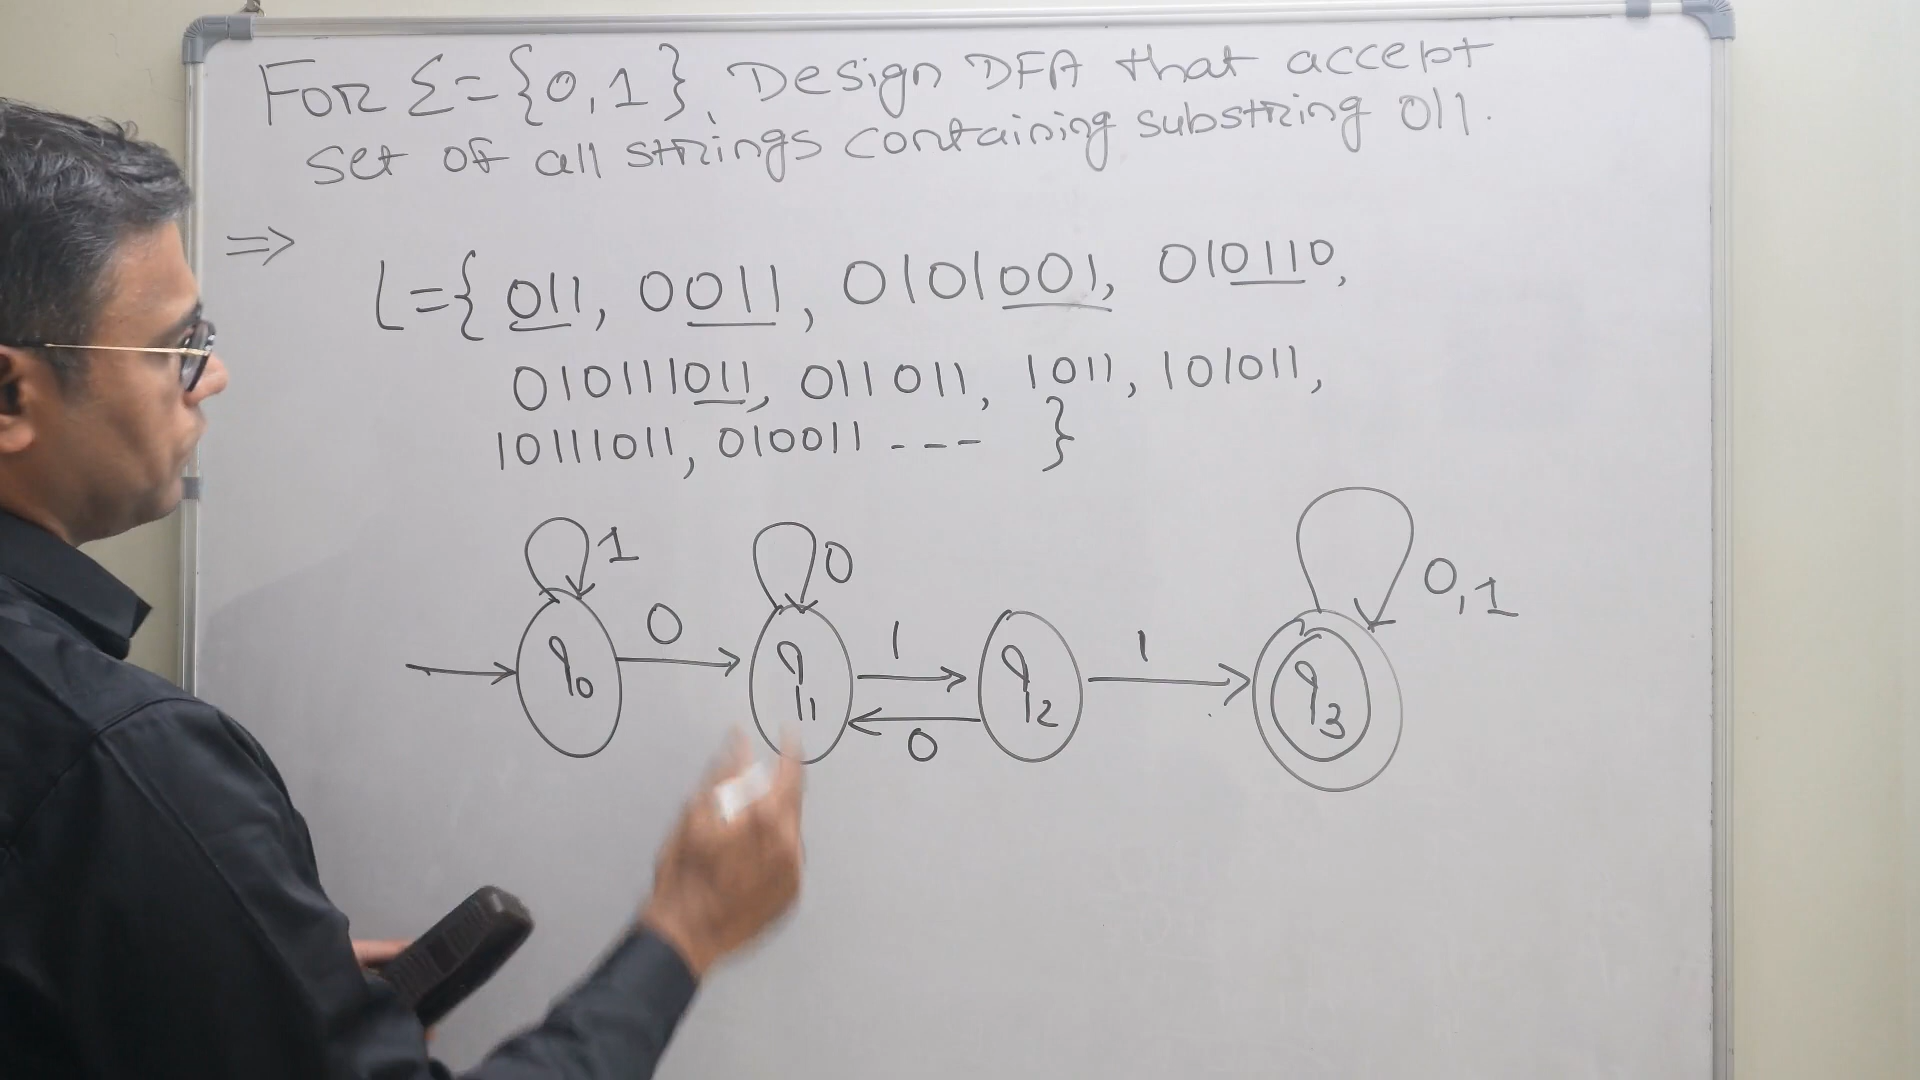 For Σ={0,1}, Design DFA that accept
set of all strings containing substring 011.
⇒
L={ 011, 0011, 0101001, 010110,
010111011, 011011, 1011, 101011,
10111011, 010011 --- }
1 0 0,1
0 1 1
q0 q1 q2 q3
0